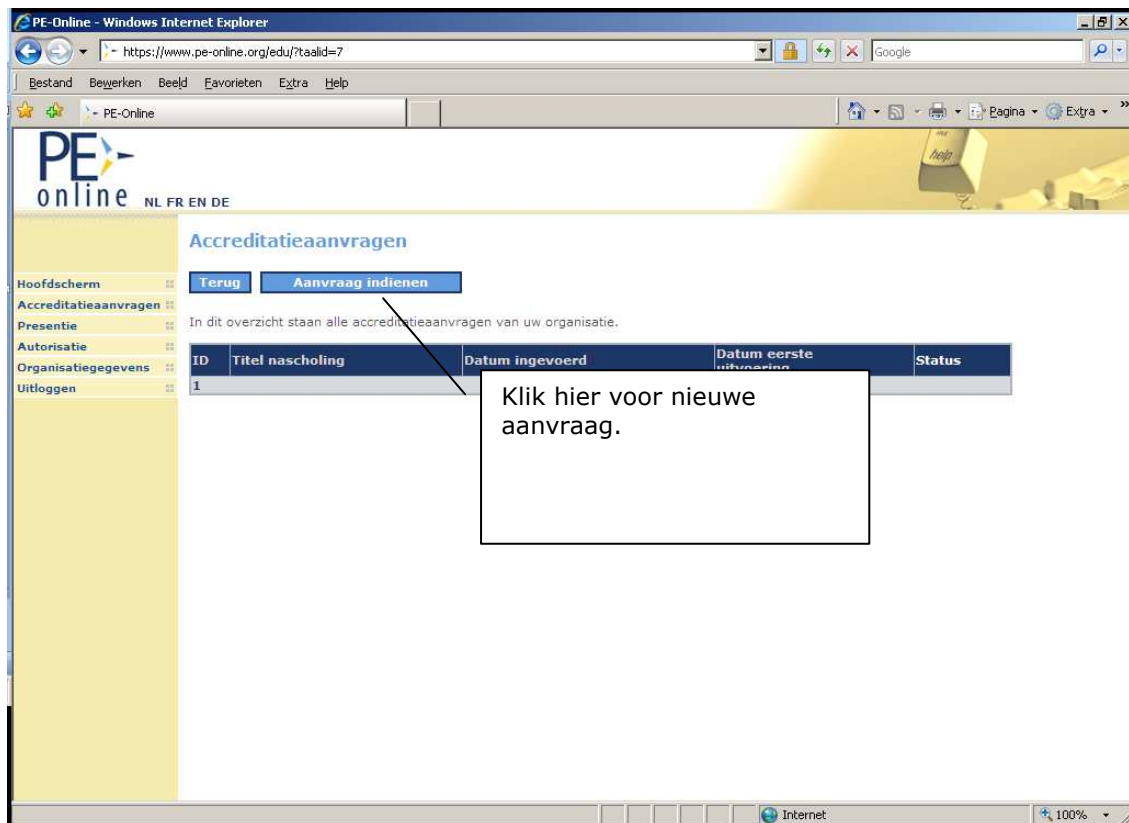 PE-Online - Windows Internet Explorer
https://www.pe-online.org/edu/?taalid=7
Google
Bestand Bewerken Beeld Favorieten Extra Help
PE-Online
Pagina Extra
PE
online NL FR EN DE
help
Accreditatieaanvragen
Terug Aanvraag indienen
Hoofdscherm
Accreditatieaanvragen
Presentie
Autorisatie
Organisatiegegevens
Uitloggen
In dit overzicht staan alle accreditatieaanvragen van uw organisatie.
ID Titel nascholing Datum ingevoerd Datum eerste uitvoering Status
1
Klik hier voor nieuwe
aanvraag.
Internet 100%